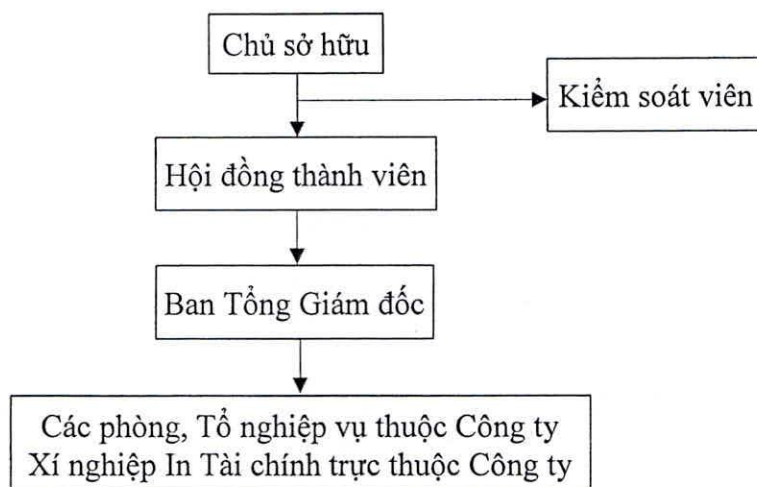 Chủ sở hữu
Kiểm soát viên
Hội đồng thành viên
Ban Tổng Giám đốc
Các phòng, Tổ nghiệp vụ thuộc Công ty
Xí nghiệp In Tài chính trực thuộc Công ty